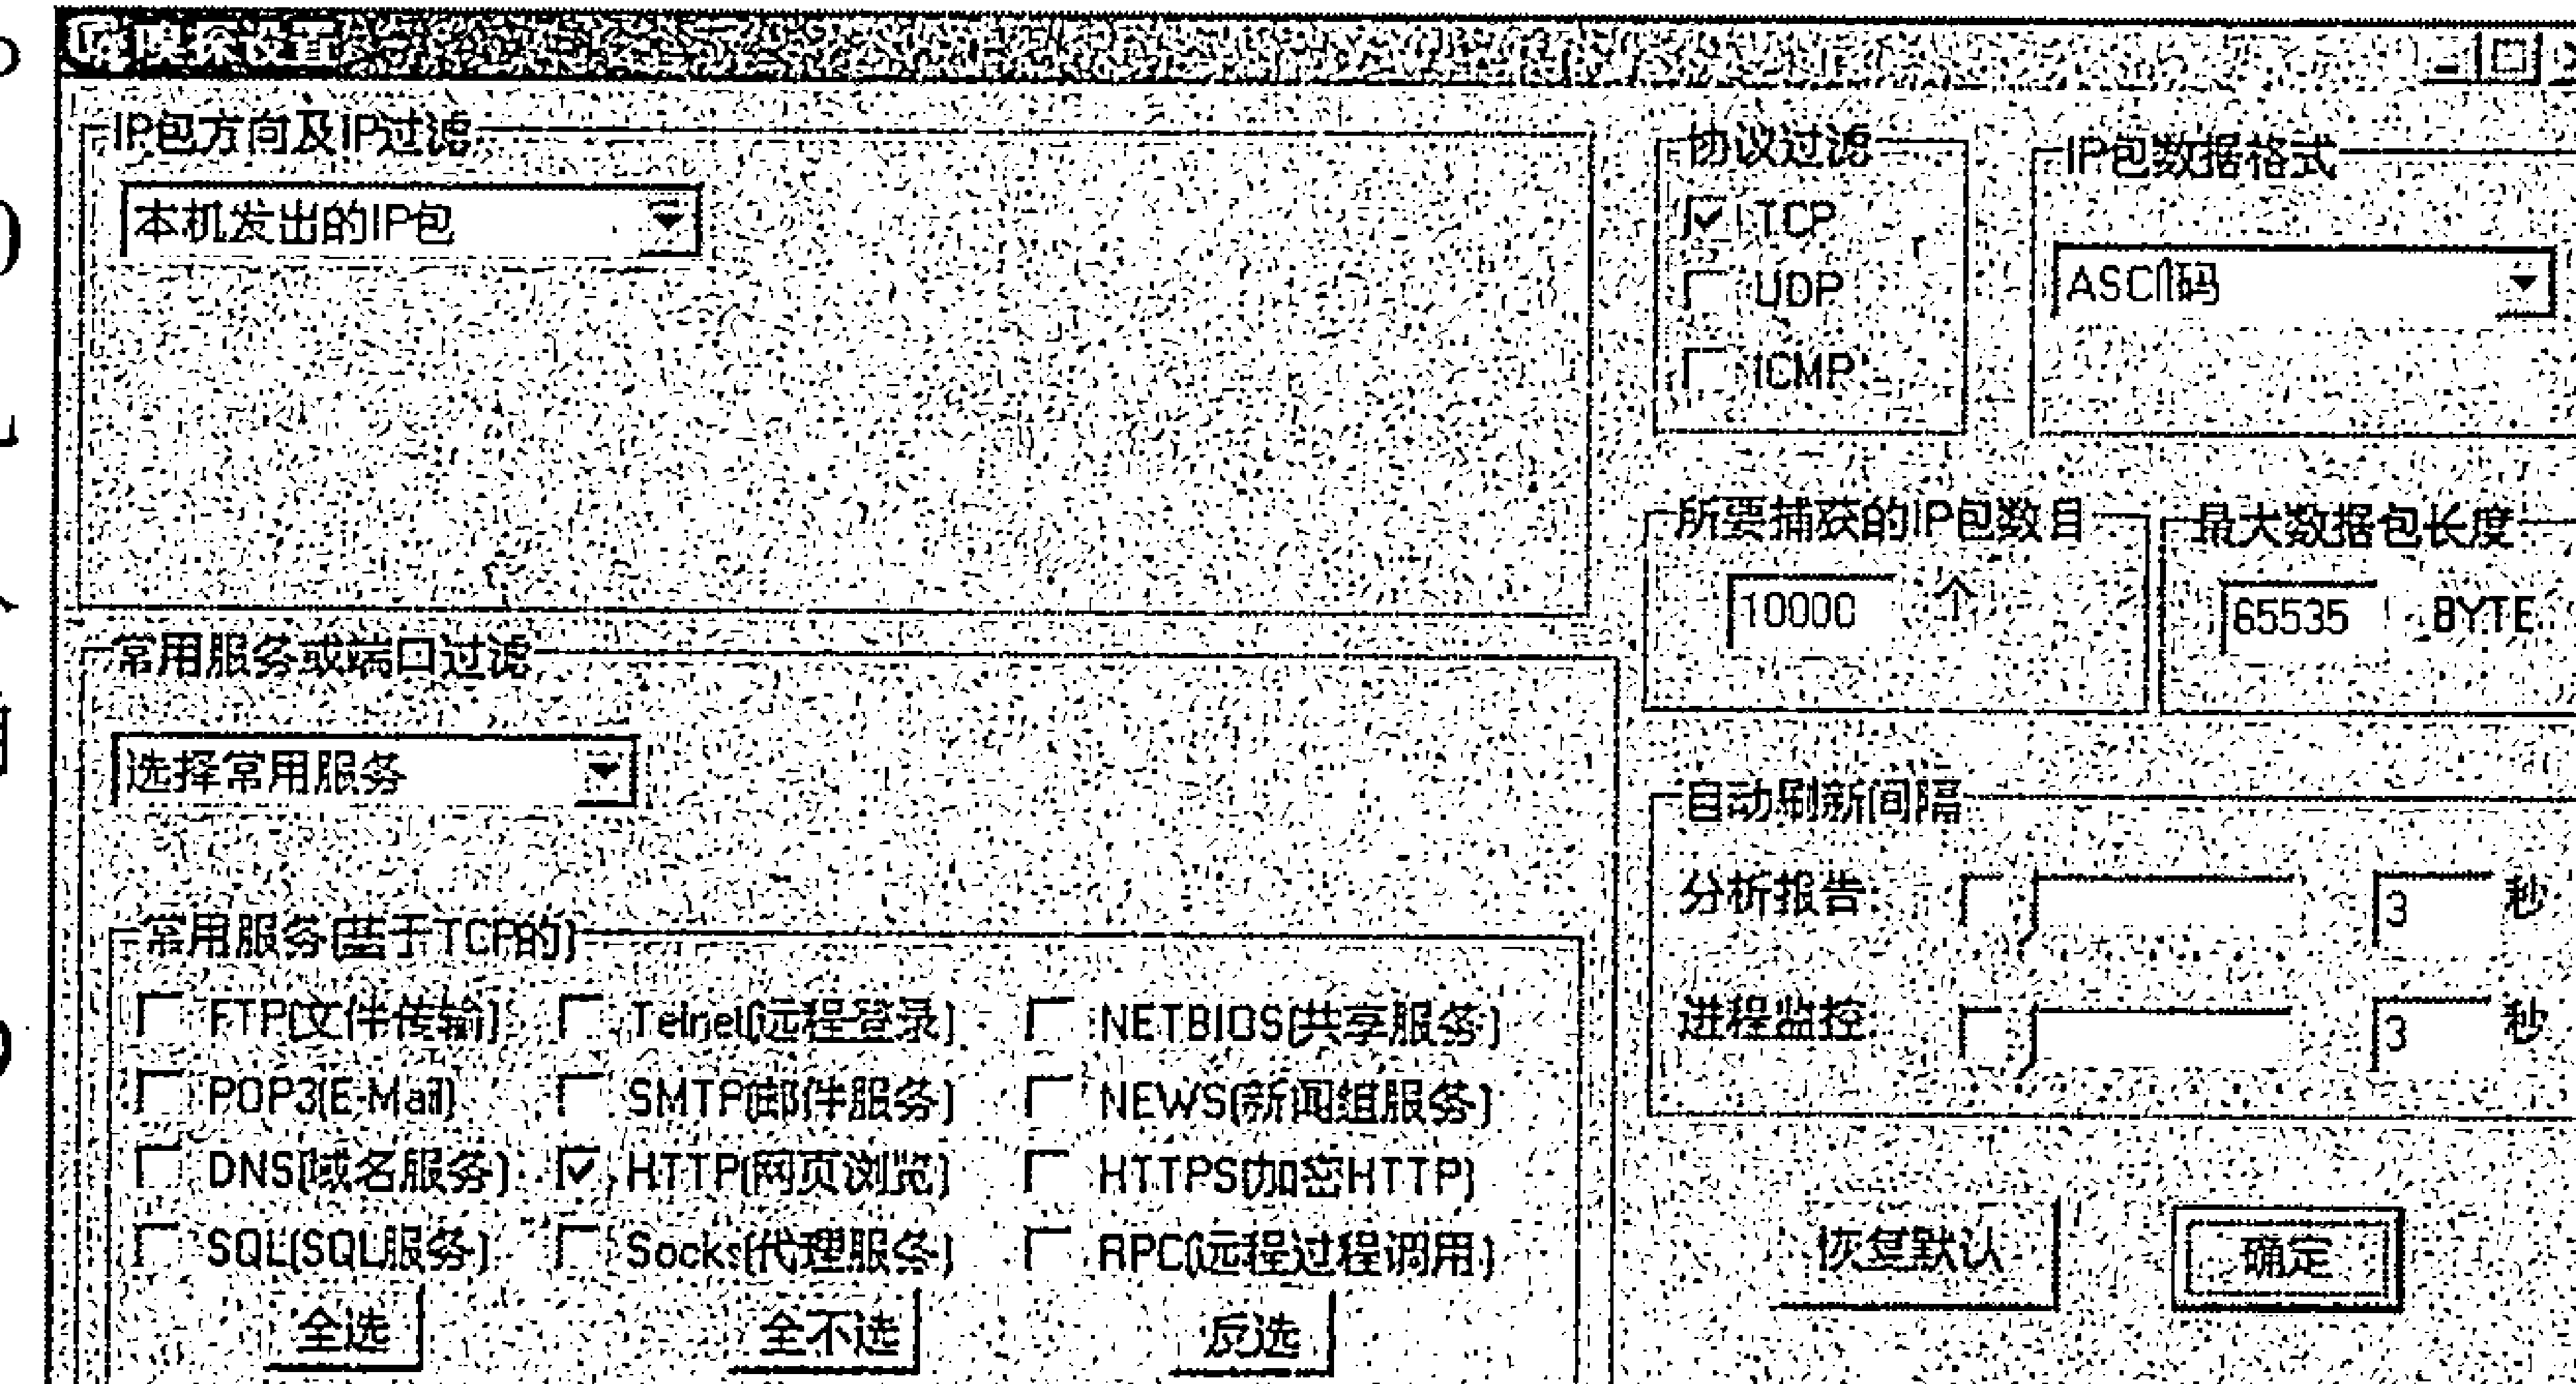 嗅探设置
IP包方向及IP过滤
本机发出的IP包
协议过滤
TCP
UDP
ICMP
IP包数据格式
ASCII码
所要捕获的IP包数目
10000 个
最大数据包长度
65535 BYTE
常用服务或端口过滤
选择常用服务
自动刷新间隔
分析报告: 3 秒
进程监控: 3 秒
常用服务(基于TCP的)
FTP(文件传输) Telnet(远程登录) NETBIOS(共享服务)
POP3(E-Mail) SMTP(邮件服务) NEWS(新闻组服务)
DNS(域名服务) HTTP(网页浏览) HTTPS(加密HTTP)
SQL(SQL服务) Socks(代理服务) RPC(远程过程调用)
全选 全不选 反选
恢复默认 确定